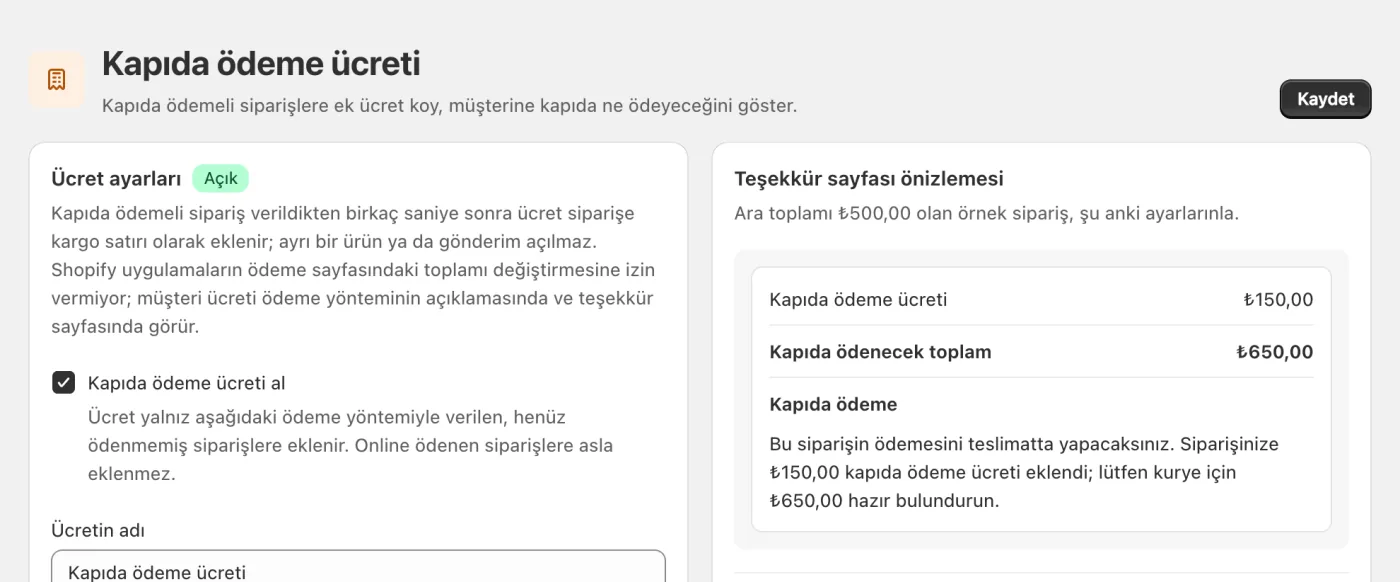 Kapıda ödeme ücreti
Kapıda ödemeli siparişlere ek ücret koy, müşterine kapıda ne ödeyeceğini göster.
Kaydet
Ücret ayarları Açık
Kapıda ödemeli sipariş verildikten birkaç saniye sonra ücret siparişe
kargo satırı olarak eklenir; ayrı bir ürün ya da gönderim açılmaz.
Shopify uygulamaların ödeme sayfasındaki toplamı değiştirmesine izin
vermiyor; müşteri ücreti ödeme yönteminin açıklamasında ve teşekkür
sayfasında görür.
Kapıda ödeme ücreti al
Ücret yalnız aşağıdaki ödeme yöntemiyle verilen, henüz
ödenmemiş siparişlere eklenir. Online ödenen siparişlere asla
eklenmez.
Ücretin adı
Kapıda ödeme ücreti
Teşekkür sayfası önizlemesi
Ara toplamı ₺500,00 olan örnek sipariş, şu anki ayarlarınla.
Kapıda ödeme ücreti ₺150,00
Kapıda ödenecek toplam ₺650,00
Kapıda ödeme
Bu siparişin ödemesini teslimatta yapacaksınız. Siparişinize
₺150,00 kapıda ödeme ücreti eklendi; lütfen kurye için
₺650,00 hazır bulundurun.